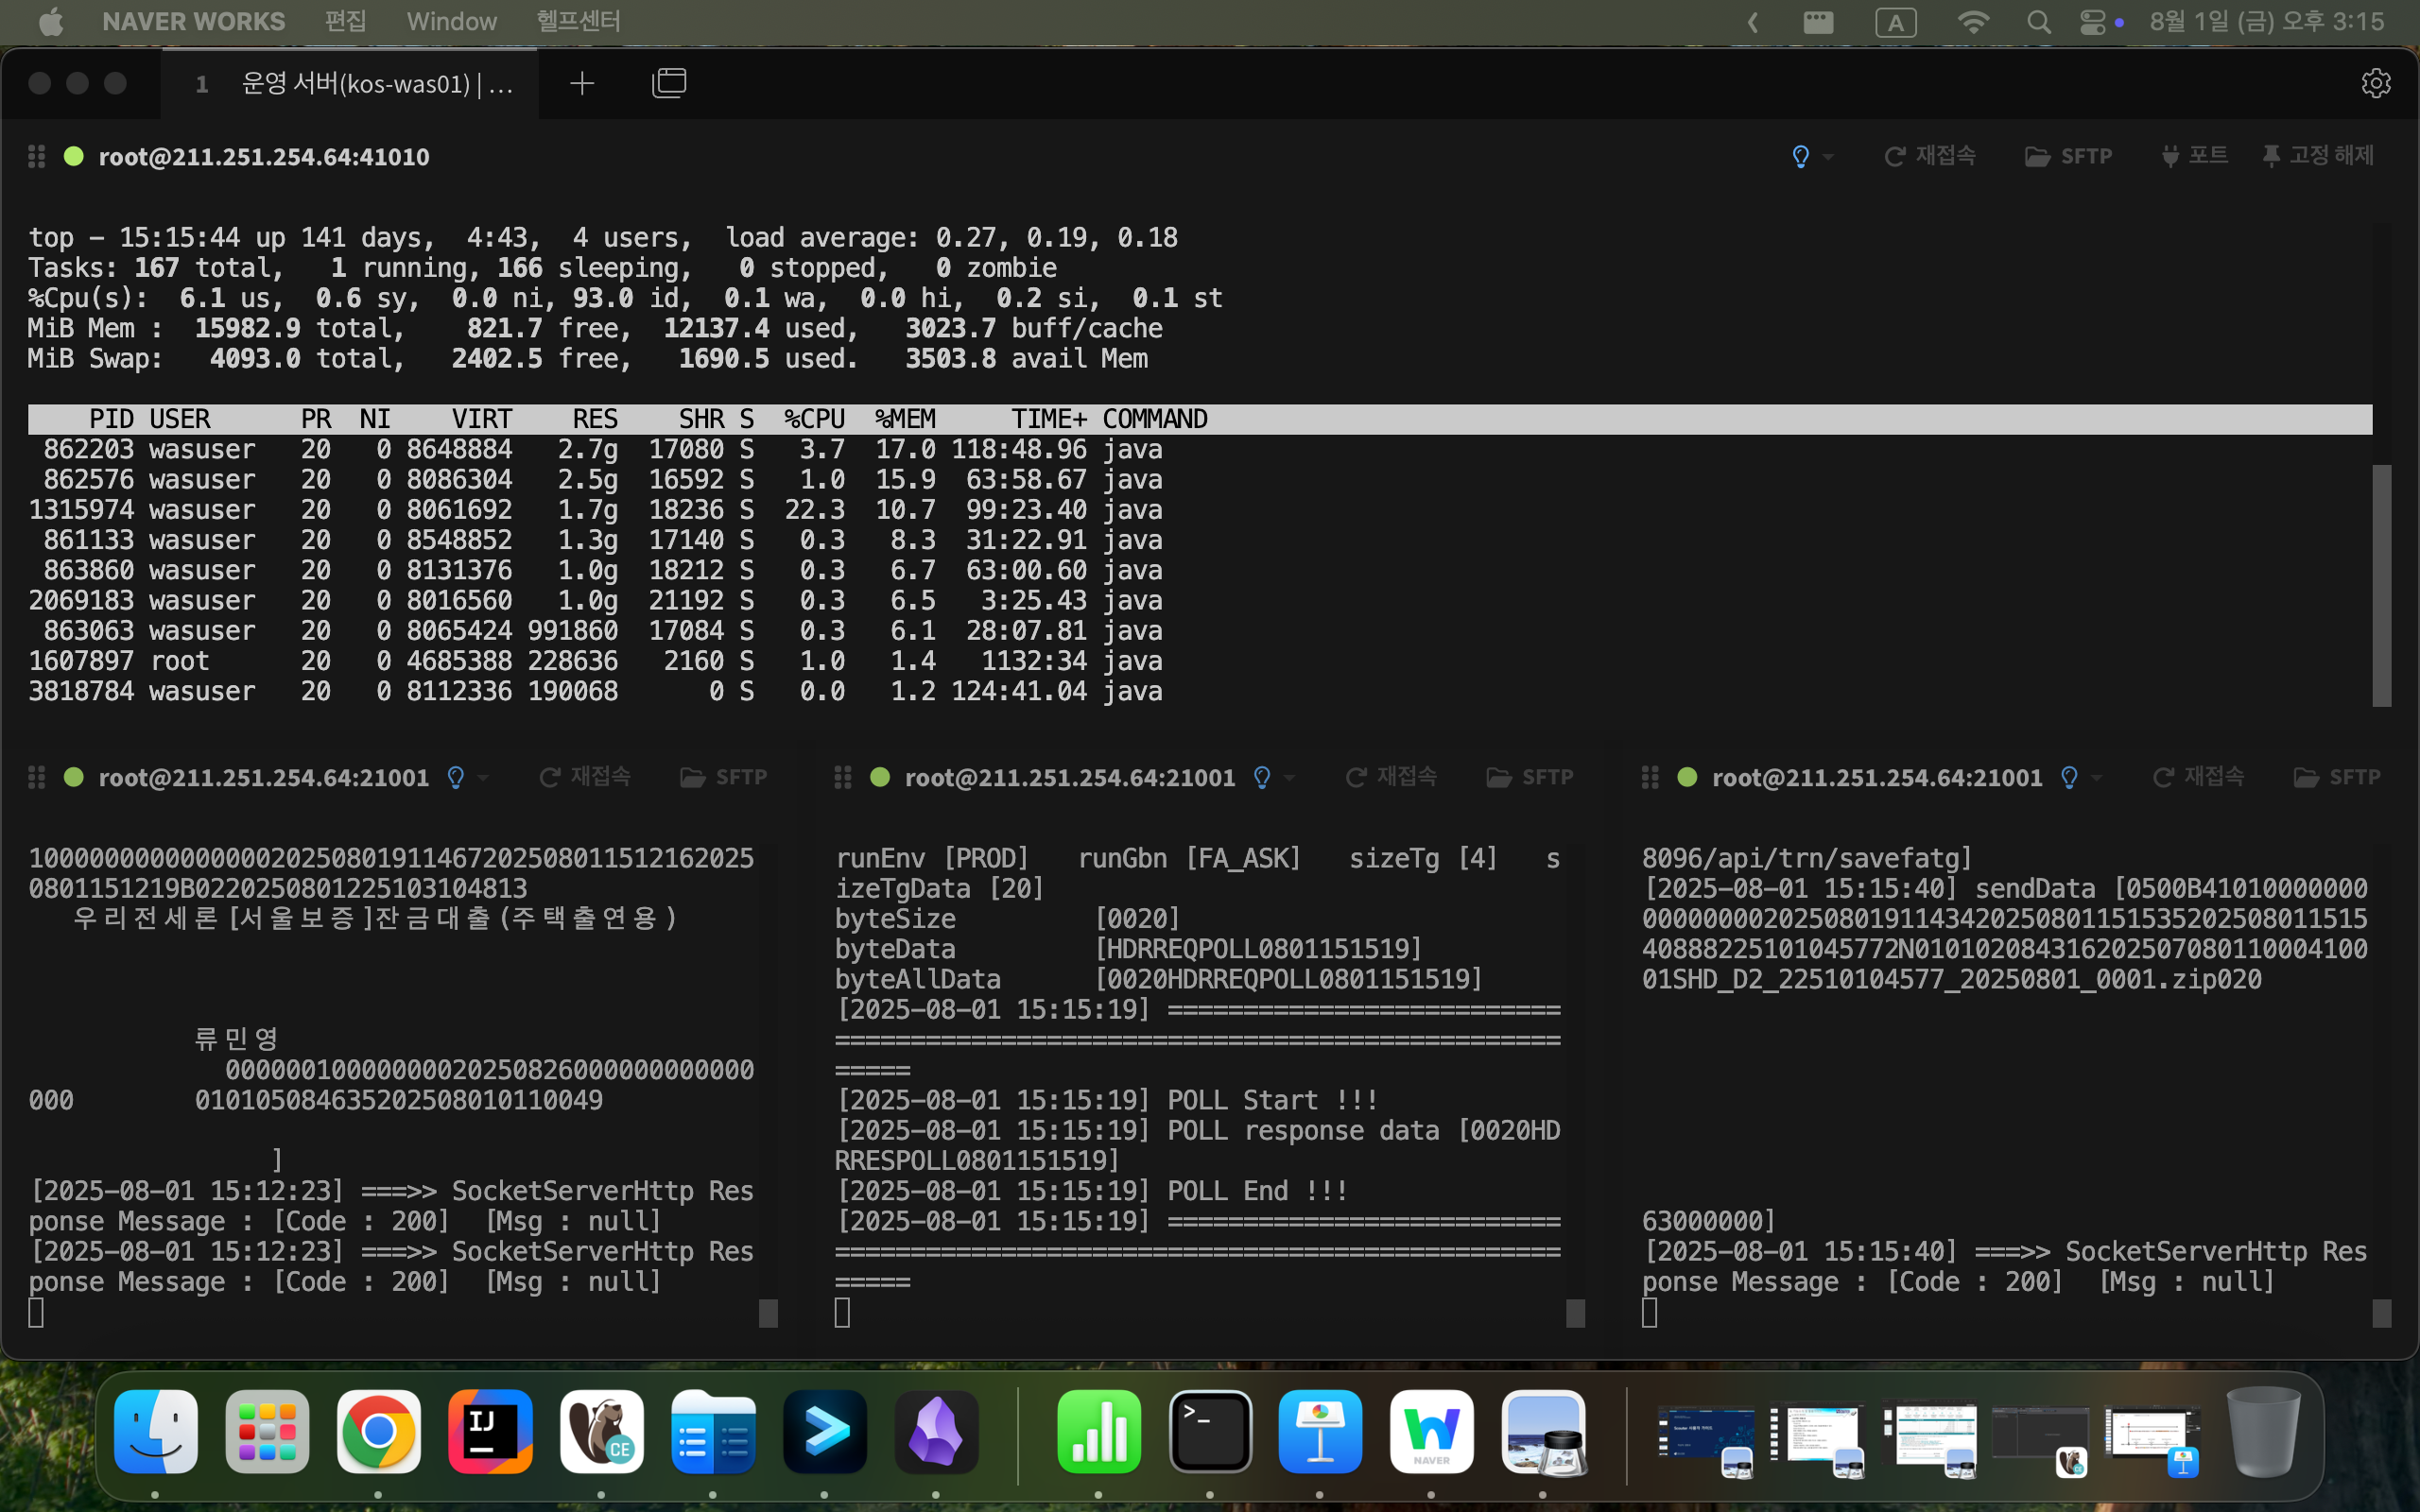 NAVER WORKS 편집 Window 헬프센터 A 8월 1일 (금) 오후 3:15
1 운영 서버(kos-was01) | ...
root@211.251.254.64:41010 재접속 SFTP 포트 고정 해제
top - 15:15:44 up 141 days, 4:43, 4 users, load average: 0.27, 0.19, 0.18
Tasks: 167 total, 1 running, 166 sleeping, 0 stopped, 0 zombie
%Cpu(s): 6.1 us, 0.6 sy, 0.0 ni, 93.0 id, 0.1 wa, 0.0 hi, 0.2 si, 0.1 st
MiB Mem : 15982.9 total, 821.7 free, 12137.4 used, 3023.7 buff/cache
MiB Swap: 4093.0 total, 2402.5 free, 1690.5 used. 3503.8 avail Mem
PID USER PR NI VIRT RES SHR S %CPU %MEM TIME+ COMMAND
862203 wasuser 20 0 8648884 2.7g 17080 S 3.7 17.0 118:48.96 java
862576 wasuser 20 0 8086304 2.5g 16592 S 1.0 15.9 63:58.67 java
1315974 wasuser 20 0 8061692 1.7g 18236 S 22.3 10.7 99:23.40 java
861133 wasuser 20 0 8548852 1.3g 17140 S 0.3 8.3 31:22.91 java
863860 wasuser 20 0 8131376 1.0g 18212 S 0.3 6.7 63:00.60 java
2069183 wasuser 20 0 8016560 1.0g 21192 S 0.3 6.5 3:25.43 java
863063 wasuser 20 0 8065424 991860 17084 S 0.3 6.1 28:07.81 java
1607897 root 20 0 4685388 228636 2160 S 1.0 1.4 1132:34 java
3818784 wasuser 20 0 8112336 190068 0 S 0.0 1.2 124:41.04 java
root@211.251.254.64:21001 재접속 SFTP
100000000000000020250801911467202508011512162025
0801151219B0220250801225103104813
우리전세론[서울보증]잔금대출(주택출연용)
류민영
00000010000000020250826000000000000
000 010105084635202508010110049
]
[2025-08-01 15:12:23] ===>> SocketServerHttp Res
ponse Message : [Code : 200] [Msg : null]
[2025-08-01 15:12:23] ===>> SocketServerHttp Res
ponse Message : [Code : 200] [Msg : null]
root@211.251.254.64:21001 재접속 SFTP
runEnv [PROD] runGbn [FA_ASK] sizeTg [4] s
izeTgData [20]
byteSize [0020]
byteData [HDRREQPOLL0801151519]
byteAllData [0020HDRREQPOLL0801151519]
[2025-08-01 15:15:19] ==========================
================================================
=====
[2025-08-01 15:15:19] POLL Start !!!
[2025-08-01 15:15:19] POLL response data [0020HD
RRESPOLL0801151519]
[2025-08-01 15:15:19] POLL End !!!
[2025-08-01 15:15:19] ==========================
================================================
=====
root@211.251.254.64:21001 재접속 SFTP
8096/api/trn/savefatg]
[2025-08-01 15:15:40] sendData [0500B41010000000
000000002025080191143420250801151535202508011515
408888225101045772N010102084316202507080110004100
01SHD_D2_22510104577_20250801_0001.zip020
63000000]
[2025-08-01 15:15:40] ===>> SocketServerHttp Res
ponse Message : [Code : 200] [Msg : null]
IJ
CE
>_
NAVER
CE